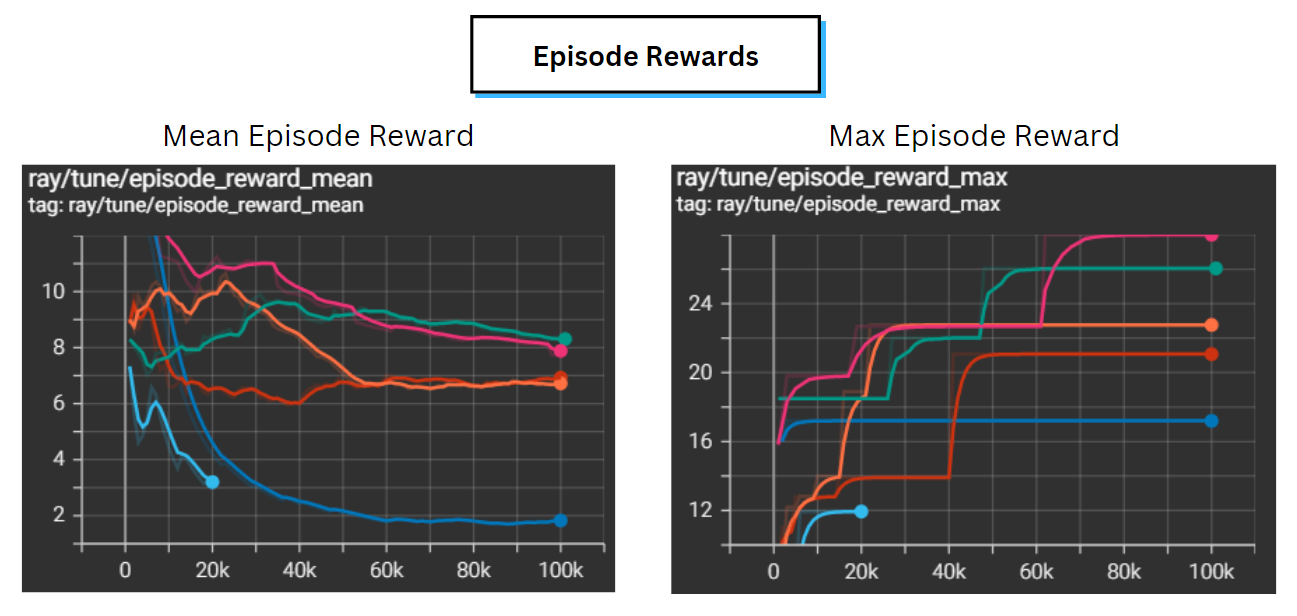 Episode Rewards
Mean Episode Reward
ray/tune/episode_reward_mean
tag: ray/tune/episode_reward_mean
10
8
6
4
2
0 20k 40k 60k 80k 100k
Max Episode Reward
ray/tune/episode_reward_max
tag: ray/tune/episode_reward_max
24
20
16
12
0 20k 40k 60k 80k 100k